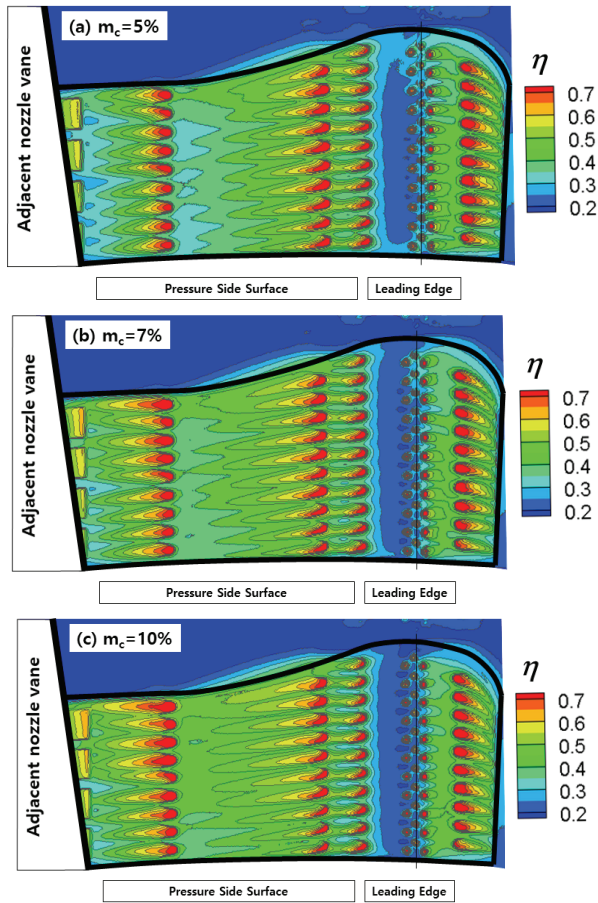 (a) m_c=5%
Adjacent nozzle vane
η
0.7
0.6
0.5
0.4
0.3
0.2
Pressure Side Surface
Leading Edge
(b) m_c=7%
Adjacent nozzle vane
η
0.7
0.6
0.5
0.4
0.3
0.2
Pressure Side Surface
Leading Edge
(c) m_c=10%
Adjacent nozzle vane
η
0.7
0.6
0.5
0.4
0.3
0.2
Pressure Side Surface
Leading Edge